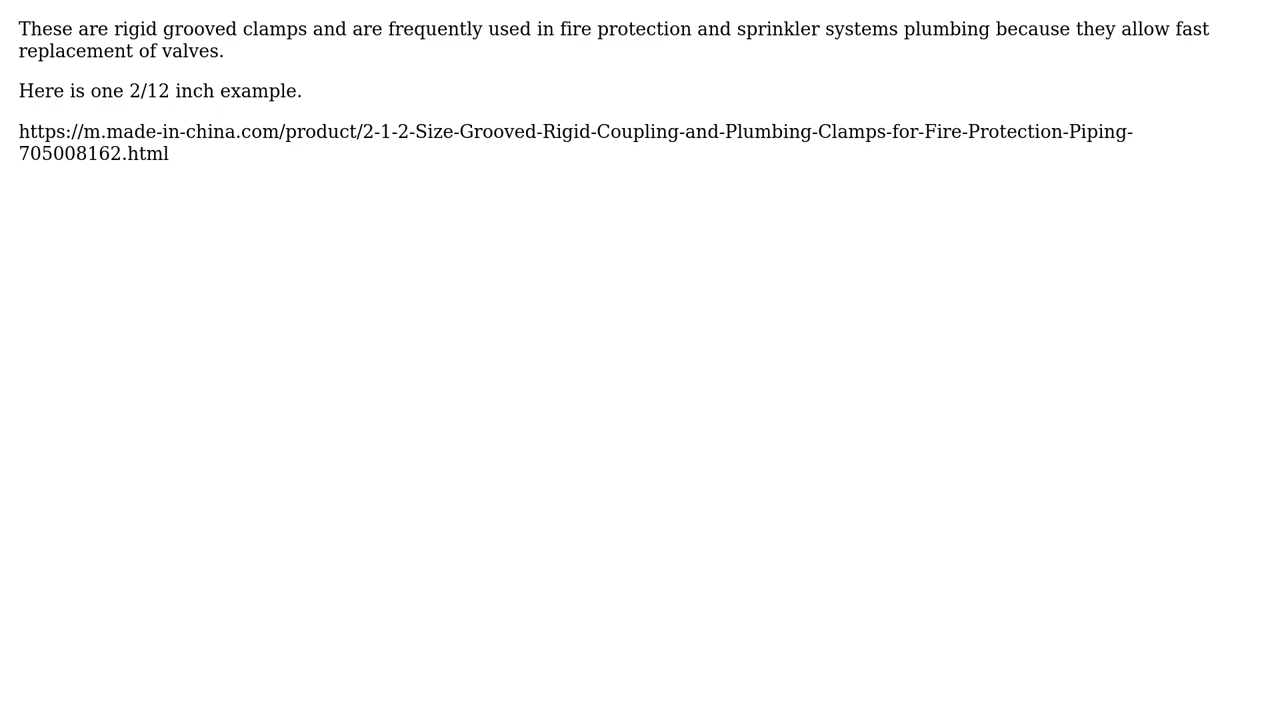 These are rigid grooved clamps and are frequently used in fire protection and sprinkler systems plumbing because they allow fast
replacement of valves.
Here is one 2/12 inch example.
https://m.made-in-china.com/product/2-1-2-Size-Grooved-Rigid-Coupling-and-Plumbing-Clamps-for-Fire-Protection-Piping-
705008162.html